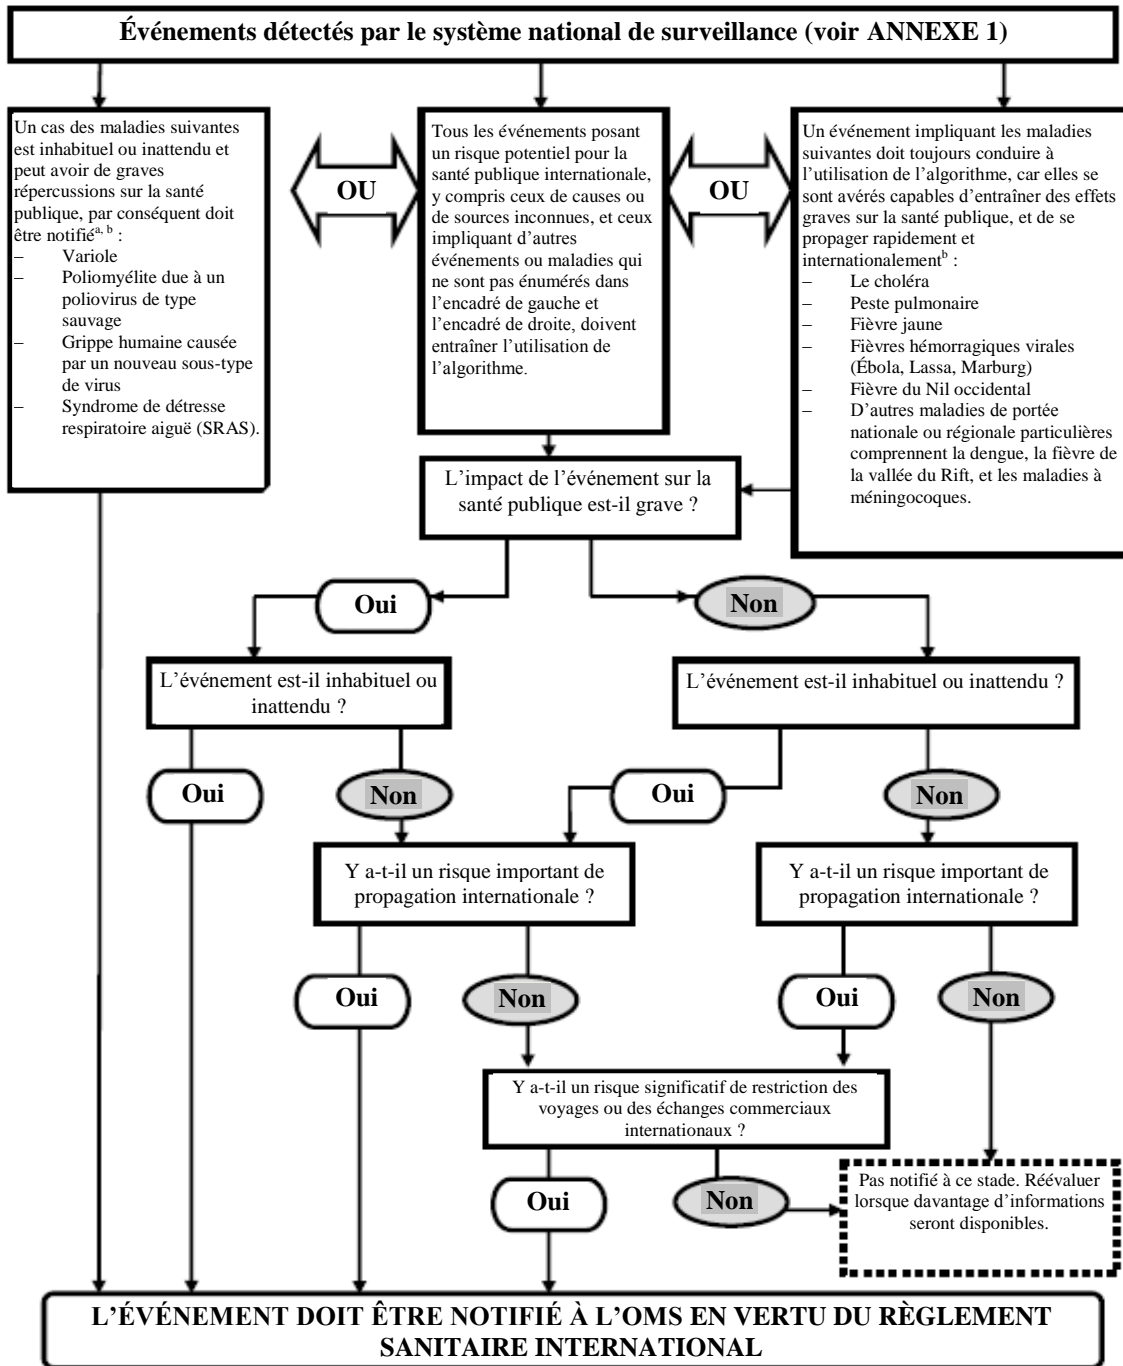 Événements détectés par le système national de surveillance (voir ANNEXE 1)
Un cas des maladies suivantes
est inhabituel ou inattendu et
peut avoir de graves
répercussions sur la santé
publique, par conséquent doit
être notifiéa, b :
– Variole
– Poliomyélite due à un
poliovirus de type
sauvage
– Grippe humaine causée
par un nouveau sous-type
de virus
– Syndrome de détresse
respiratoire aiguë (SRAS).
OU
Tous les événements posant
un risque potentiel pour la
santé publique internationale,
y compris ceux de causes ou
de sources inconnues, et ceux
impliquant d’autres
événements ou maladies qui
ne sont pas énumérés dans
l’encadré de gauche et
l’encadré de droite, doivent
entraîner l’utilisation de
l’algorithme.
OU
Un événement impliquant les maladies
suivantes doit toujours conduire à
l’utilisation de l’algorithme, car elles se
sont avérés capables d’entraîner des effets
graves sur la santé publique, et de se
propager rapidement et
internationalementb :
– Le choléra
– Peste pulmonaire
– Fièvre jaune
– Fièvres hémorragiques virales
(Ébola, Lassa, Marburg)
– Fièvre du Nil occidental
– D’autres maladies de portée
nationale ou régionale particulières
comprennent la dengue, la fièvre de
la vallée du Rift, et les maladies à
méningocoques.
L’impact de l’événement sur la
santé publique est-il grave ?
Oui
Non
L’événement est-il inhabituel ou
inattendu ?
L’événement est-il inhabituel ou inattendu ?
Oui
Non
Oui
Non
Y a-t-il un risque important de
propagation internationale ?
Y a-t-il un risque important de
propagation internationale ?
Oui
Non
Oui
Non
Y a-t-il un risque significatif de restriction des
voyages ou des échanges commerciaux
internationaux ?
Oui
Non
Pas notifié à ce stade. Réévaluer
lorsque davantage d’informations
seront disponibles.
L’ÉVÉNEMENT DOIT ÊTRE NOTIFIÉ À L’OMS EN VERTU DU RÈGLEMENT
SANITAIRE INTERNATIONAL